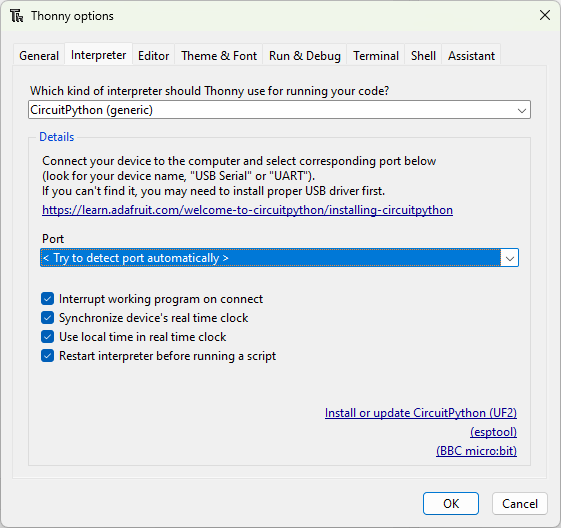 Thonny options
General Interpreter Editor Theme & Font Run & Debug Terminal Shell Assistant
Which kind of interpreter should Thonny use for running your code?
CircuitPython (generic)
Details
Connect your device to the computer and select corresponding port below
(look for your device name, "USB Serial" or "UART").
If you can't find it, you may need to install proper USB driver first.
https://learn.adafruit.com/welcome-to-circuitpython/installing-circuitpython
Port
< Try to detect port automatically >
Interrupt working program on connect
Synchronize device's real time clock
Use local time in real time clock
Restart interpreter before running a script
Install or update CircuitPython (UF2)
(esptool)
(BBC micro:bit)
OK Cancel